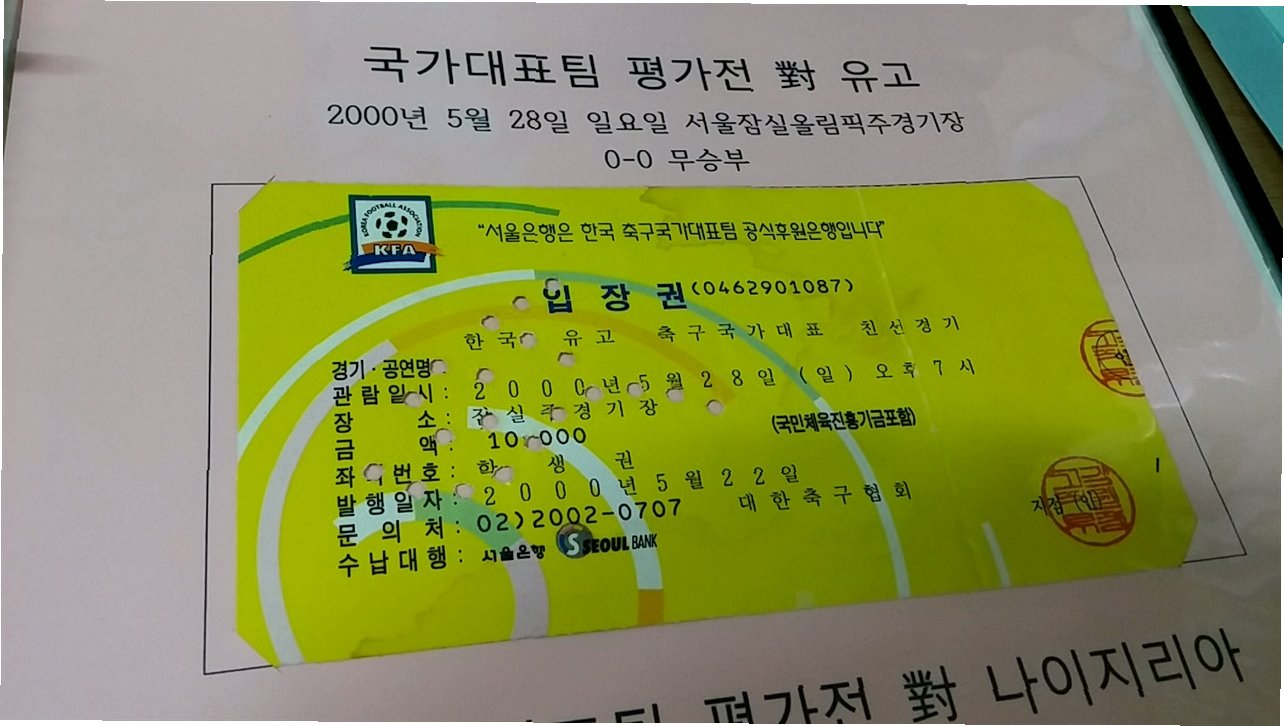 국가대표팀 평가전 對 유고
2000년 5월 28일 일요일 서울잠실올림픽주경기장
0-0 무승부
KOREA FOOTBALL ASSOCIATION
KFA
“서울은행은 한국 축구국가대표팀 공식후원은행입니다”
입 장 권(0462901087)
한국 유고 축구국가대표 친선경기
경기·공연명
관람일시: 2000년5월28일(일) 오후7시
장 소: 잠실주경기장
금 액: 10,000 (국민체육진흥기금포함)
좌석번호: 학 생 권
발행일자: 2000년5월22일
문 의 처: 02)2002-0707 대한축구협회
수납대행: 서울은행 SEOUL BANK
지점 (인)
평가전 對 나이지리아